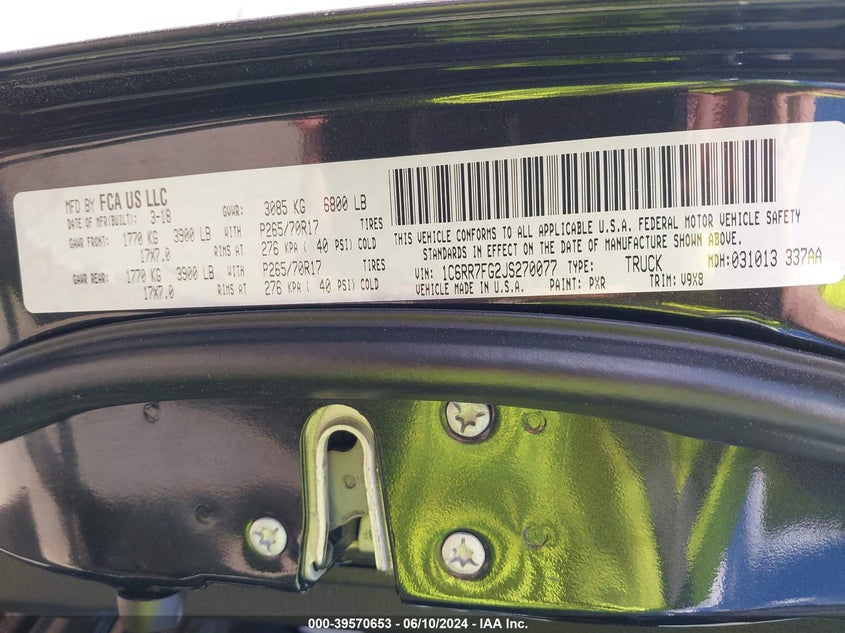 MFD BY FCA US LLC GVWR: 3085 KG 6800 LB
DATE OF MFR(BUILT): 3-18
GAWR FRONT: 1770 KG 3900 LB WITH P265/70R17 TIRES
17X7.0 RIMS AT 276 KPA ( 40 PSI) COLD
GAWR REAR: 1770 KG 3900 LB WITH P265/70R17 TIRES
17X7.0 RIMS AT 276 KPA ( 40 PSI) COLD
THIS VEHICLE CONFORMS TO ALL APPLICABLE U.S.A. FEDERAL MOTOR VEHICLE SAFETY
STANDARDS IN EFFECT ON THE DATE OF MANUFACTURE SHOWN ABOVE.
VIN: 1C6RR7FG2JS270077 TYPE: TRUCK MDH:031013 337AA
VEHICLE MADE IN U.S.A. PAINT: PXR TRIM: V9X8
000-39570653 - 06/10/2024 - IAA Inc.